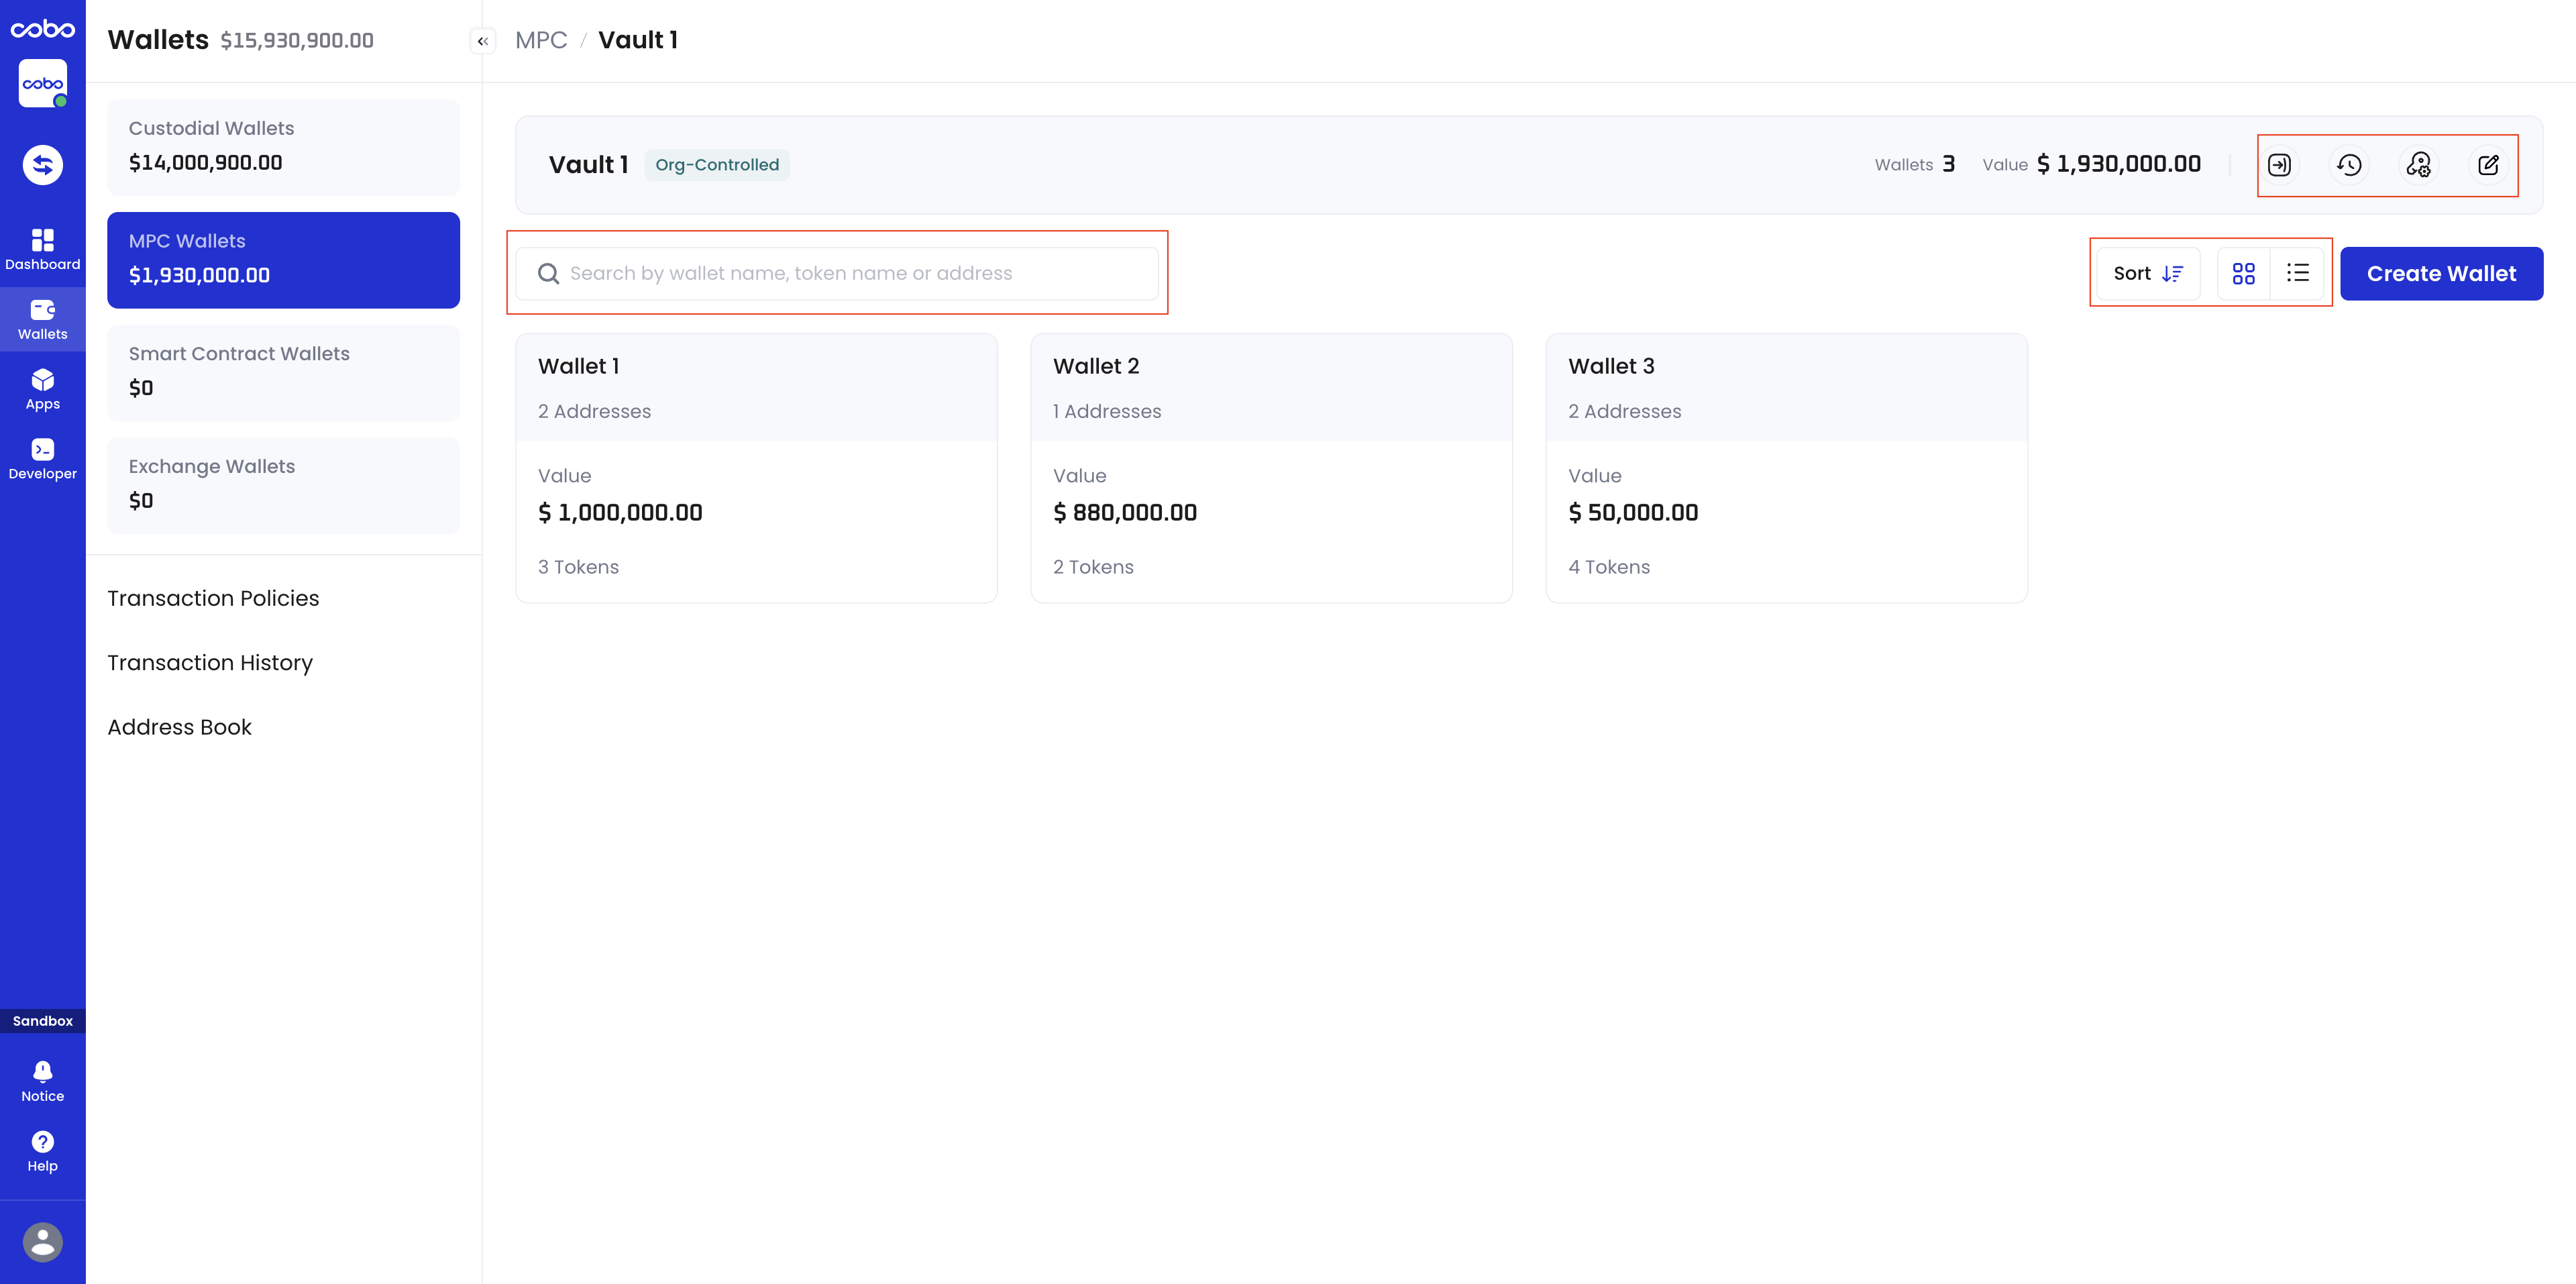 cobo
cobo
Dashboard
Wallets
Apps
Developer
Sandbox
Notice
Help
Wallets $15,930,900.00
Custodial Wallets
$14,000,900.00
MPC Wallets
$1,930,000.00
Smart Contract Wallets
$0
Exchange Wallets
$0
Transaction Policies
Transaction History
Address Book
MPC / Vault 1
Vault 1 Org-Controlled Wallets 3 Value $ 1,930,000.00
Search by wallet name, token name or address
Sort
Create Wallet
Wallet 1
2 Addresses
Value
$ 1,000,000.00
3 Tokens
Wallet 2
1 Addresses
Value
$ 880,000.00
2 Tokens
Wallet 3
2 Addresses
Value
$ 50,000.00
4 Tokens